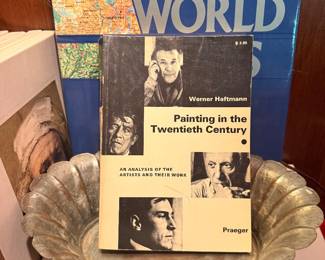 WORLD
$ 3.95
Werner Haftmann
Painting in the
Twentieth Century
AN ANALYSIS OF THE
ARTISTS AND THEIR WORK
Praeger